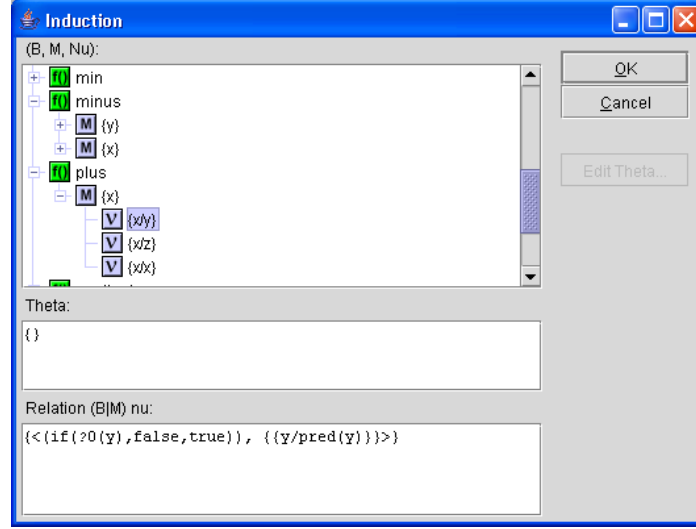 Induction
(B, M, Nu):
f() min
f() minus
M {y}
M {x}
f() plus
M {x}
ν {x/y}
ν {x/z}
ν {x/x}
OK
Cancel
Edit Theta...
Theta:
{}
Relation (B|M) nu:
{<(if(?0(y),false,true)), {{y/pred(y)}}>}